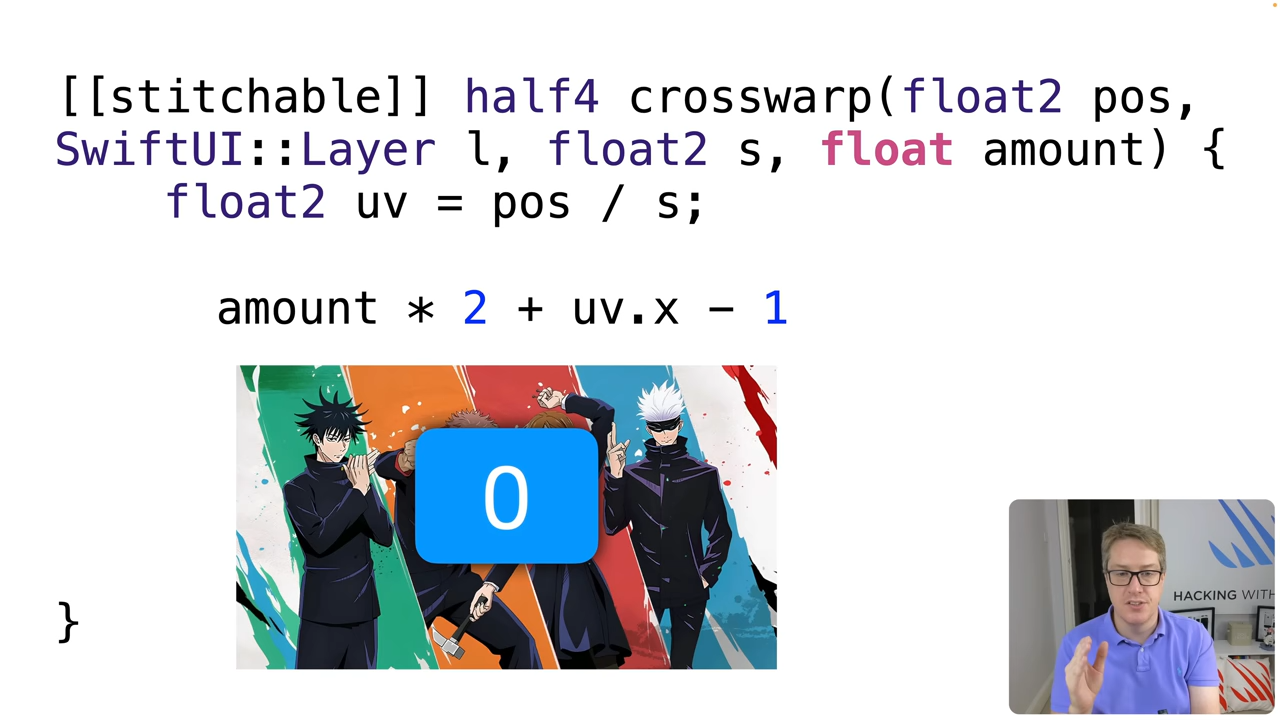 [[stitchable]] half4 crosswarp(float2 pos,
SwiftUI::Layer l, float2 s, float amount) {
float2 uv = pos / s;
amount * 2 + uv.x - 1
0
}
HACKING WITH